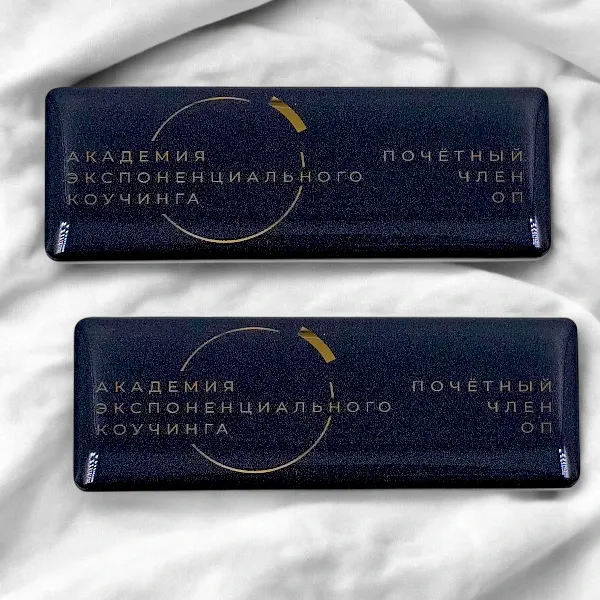 АКАДЕМИЯ
ЭКСПОНЕНЦИАЛЬНОГО
КОУЧИНГА
ПОЧЁТНЫЙ
ЧЛЕН
ОП
АКАДЕМИЯ
ЭКСПОНЕНЦИАЛЬНОГО
КОУЧИНГА
ПОЧЁТНЫЙ
ЧЛЕН
ОП